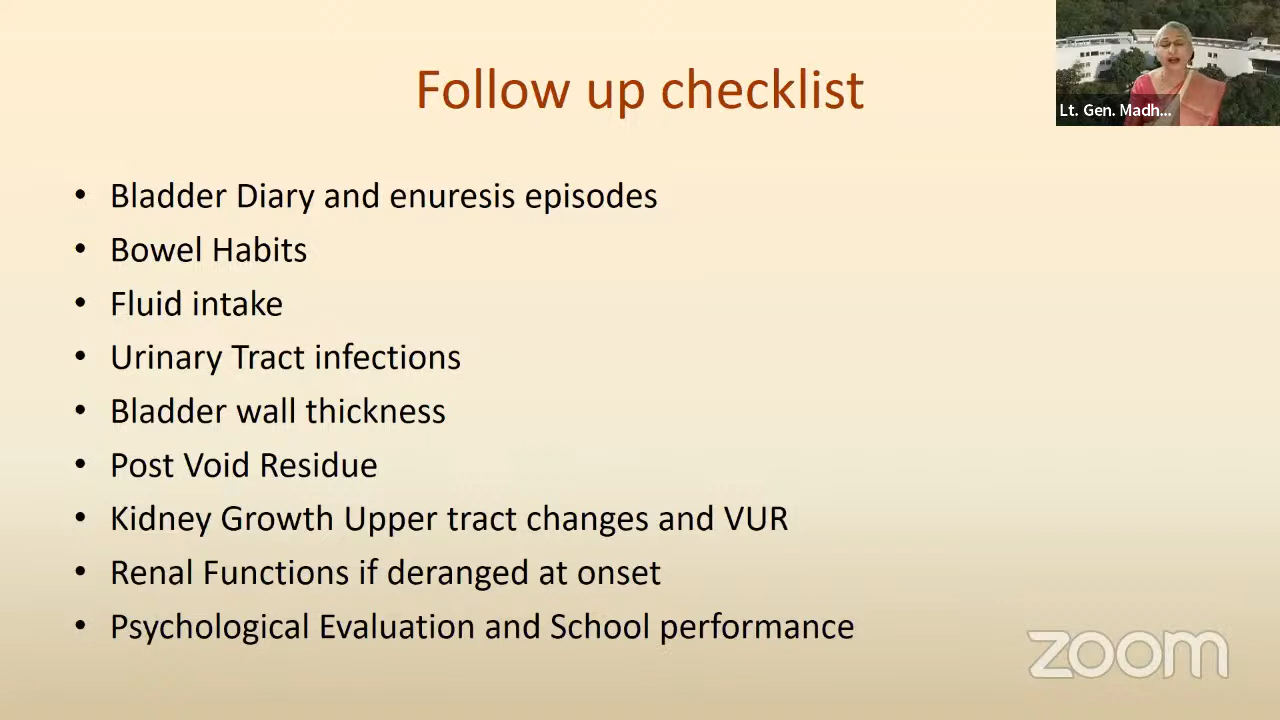 Follow up checklist
Lt. Gen. Madh...
• Bladder Diary and enuresis episodes
• Bowel Habits
• Fluid intake
• Urinary Tract infections
• Bladder wall thickness
• Post Void Residue
• Kidney Growth Upper tract changes and VUR
• Renal Functions if deranged at onset
• Psychological Evaluation and School performance
zoom